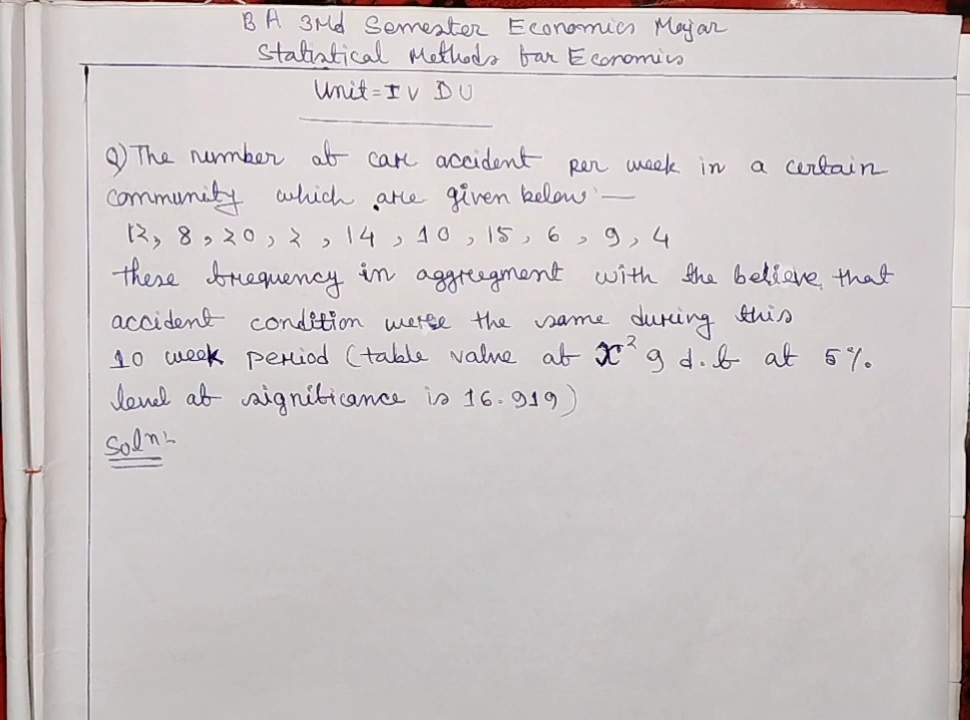 BA 3rd Semester Economics Major
Statistical Methods for Economics
Unit = IV DU
Q) The number of car accident per week in a certain
community which are given below :—
12, 8, 20, 2, 14, 10, 15, 6, 9, 4
these frequency in aggreegment with the believe, that
accident condition were the same during this
10 week period (table value of x² 9 d.f at 5%
level of significance is 16.919)
Soln:-